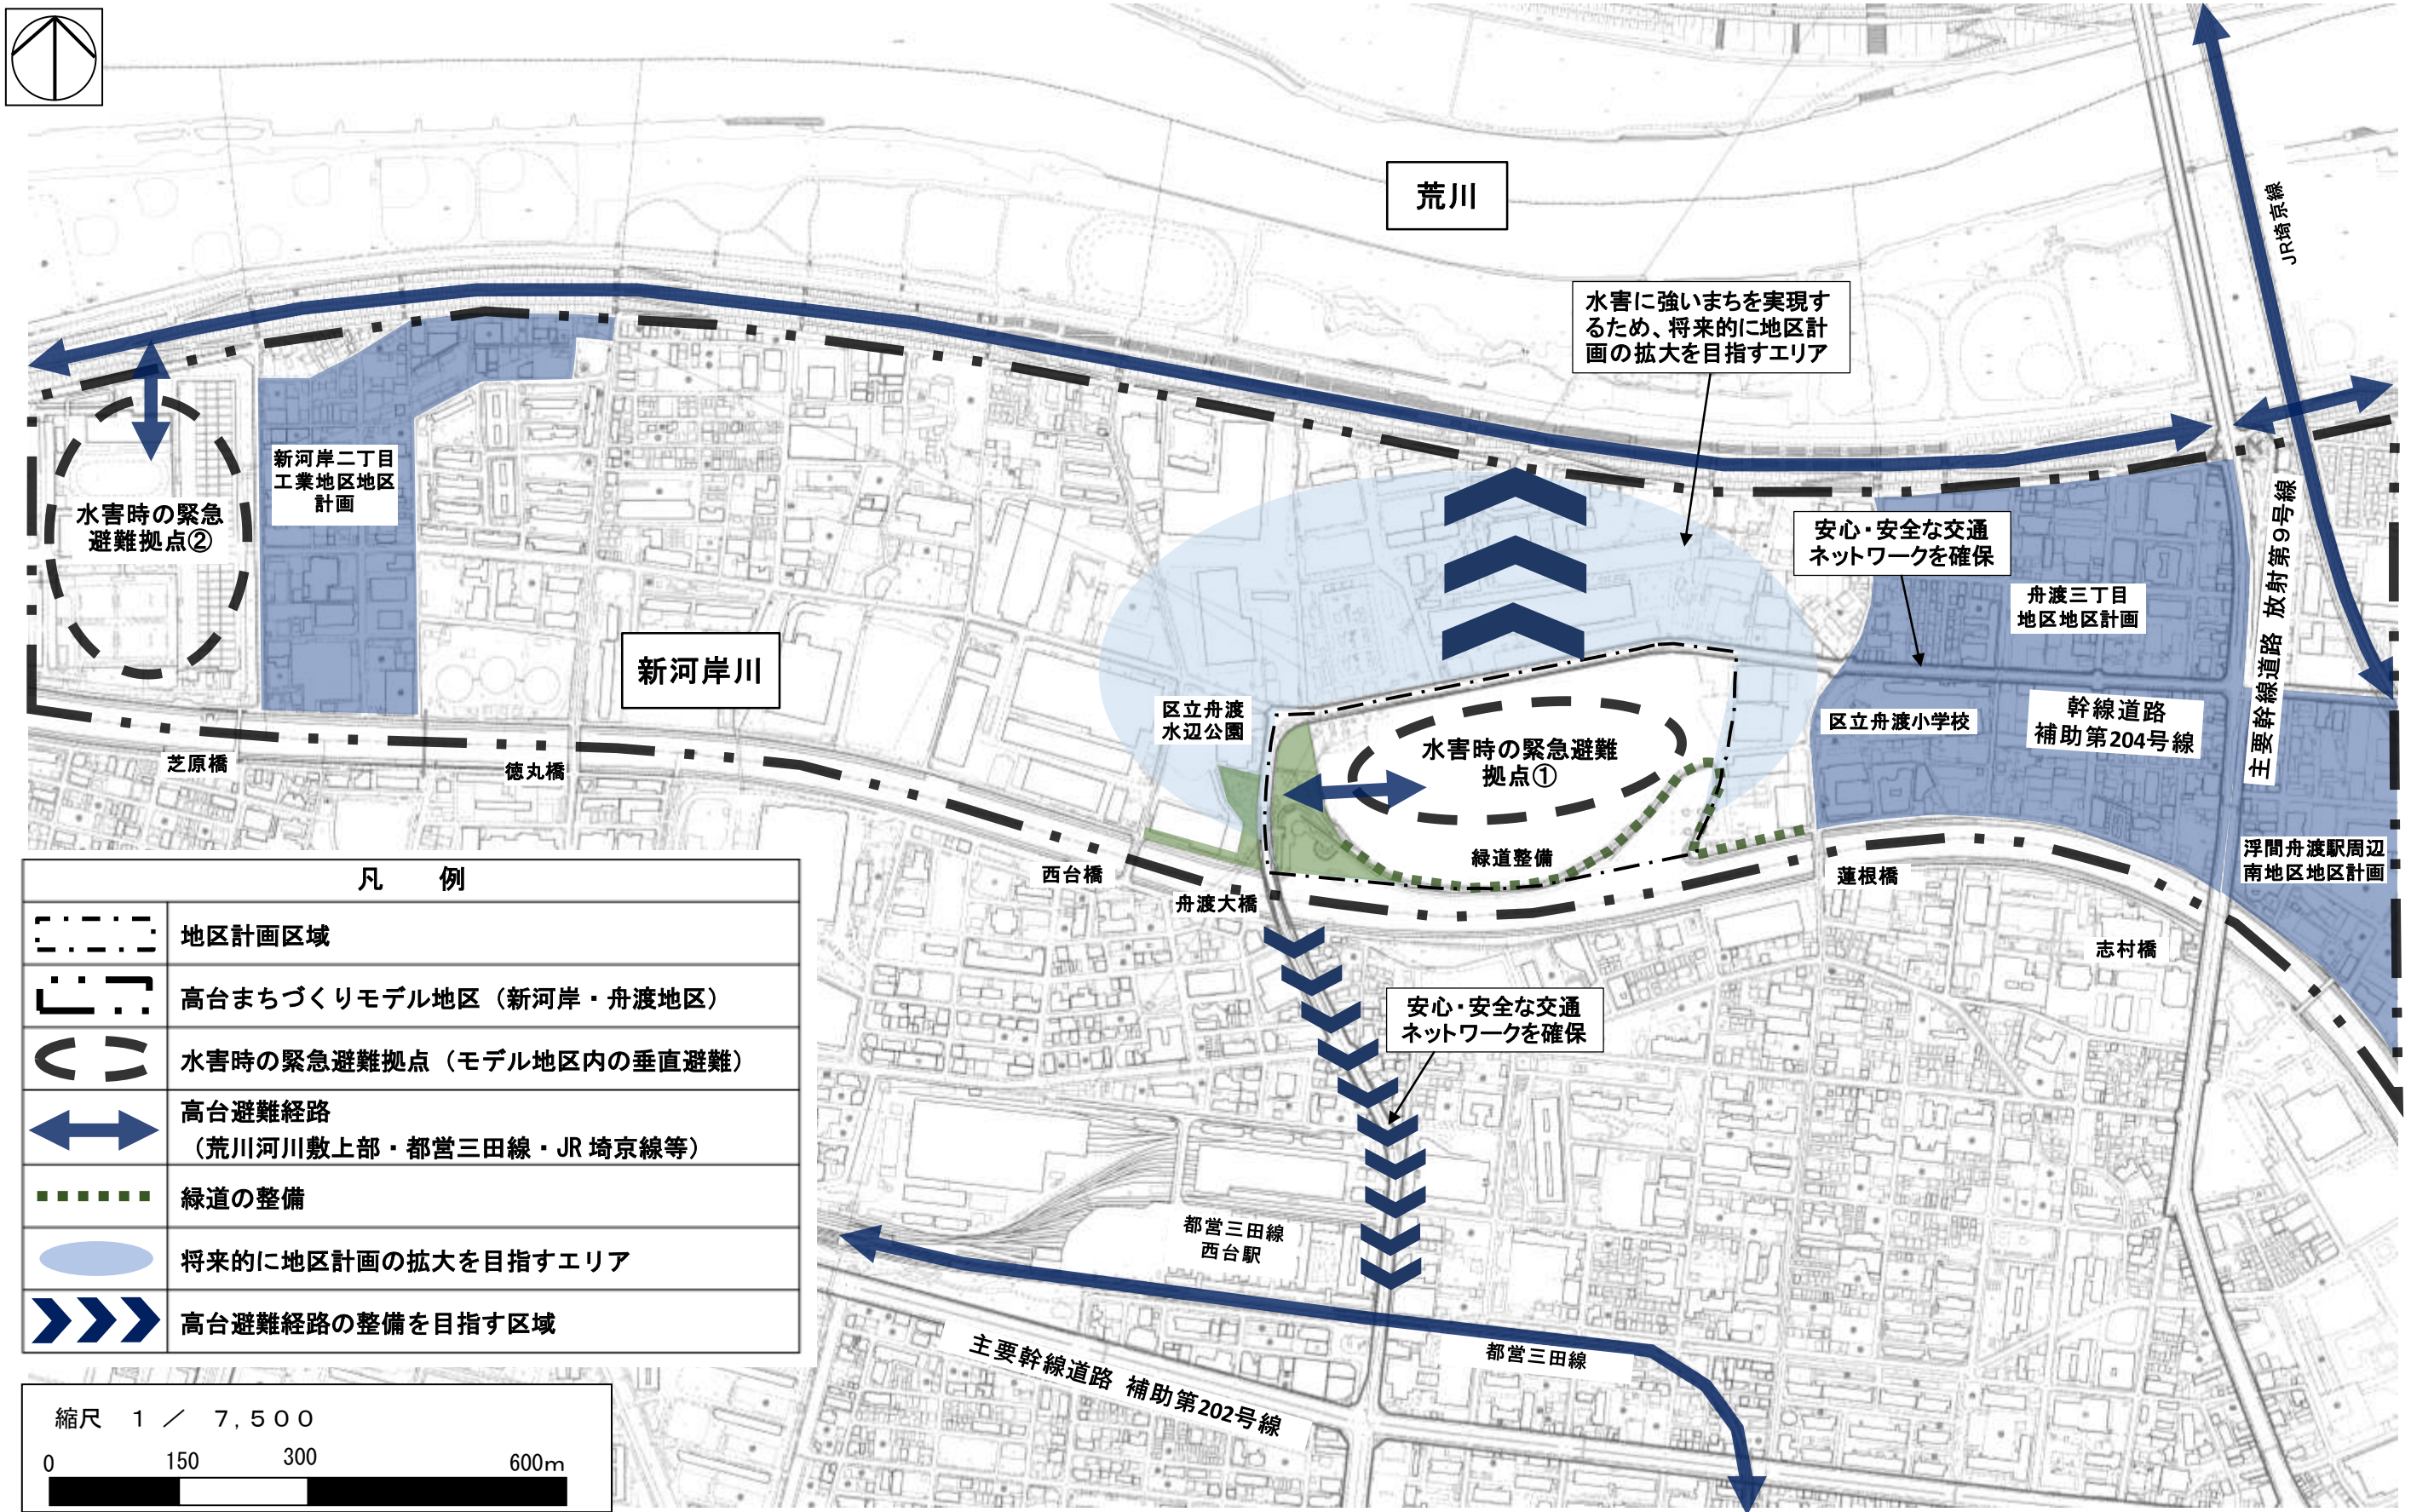 荒川
JR埼京線
水害に強いまちを実現す
るため、将来的に地区計
画の拡大を目指すエリア
新河岸二丁目
工業地区地区
計画
水害時の緊急
避難拠点②
安心・安全な交通
ネットワークを確保
舟渡三丁目
地区地区計画
主要幹線道路 放射第9号線
新河岸川
区立舟渡
水辺公園
水害時の緊急避難
拠点①
区立舟渡小学校
幹線道路
補助第204号線
芝原橋
徳丸橋
緑道整備
西台橋
舟渡大橋
蓮根橋
浮間舟渡駅周辺
南地区地区計画
志村橋
安心・安全な交通
ネットワークを確保
都営三田線
西台駅
都営三田線
主要幹線道路 補助第202号線
凡 例
地区計画区域
高台まちづくりモデル地区（新河岸・舟渡地区）
水害時の緊急避難拠点（モデル地区内の垂直避難）
高台避難経路
（荒川河川敷上部・都営三田線・JR 埼京線等）
緑道の整備
将来的に地区計画の拡大を目指すエリア
高台避難経路の整備を目指す区域
縮尺 １ ／ ７,５００
0 150 300 600m